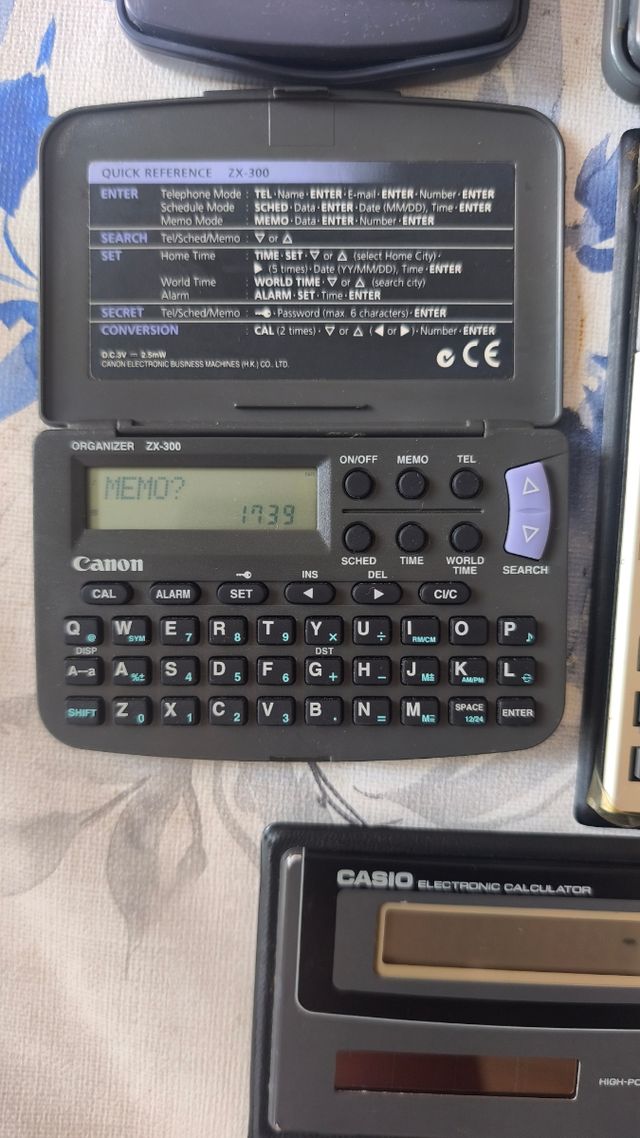 QUICK REFERENCE ZX-300
ENTER Telephone Mode : TEL · Name · ENTER · E-mail · ENTER · Number · ENTER
Schedule Mode : SCHED · Data · ENTER · Date (MM/DD), Time · ENTER
Memo Mode : MEMO · Data · ENTER · Number · ENTER
SEARCH Tel/Sched/Memo : ▽ or △
SET Home Time : TIME · SET · ▽ or △ (select Home City) ·
▶ (5 times) · Date (YY/MM/DD), Time · ENTER
World Time : WORLD TIME · ▽ or △ (search city)
Alarm : ALARM · SET · Time · ENTER
SECRET Tel/Sched/Memo : · Password (max. 6 characters) · ENTER
CONVERSION : CAL (2 times) · ▽ or △ (◀ or ▶) · Number · ENTER
D.C.3V ⎓ 2.5mW
CANON ELECTRONIC BUSINESS MACHINES (H.K.) CO., LTD.
CE
ORGANIZER ZX-300
ON/OFF MEMO TEL
MEMO?
1739
SCHED TIME WORLD TIME SEARCH
Canon
INS DEL
CAL ALARM SET ◀ ▶ CI/C
Q @ W SYM E 7 R 8 T 9 Y × U ÷ I RM/CM O P ♪
DISP DST
A↔a A %± S 4 D 5 F 6 G + H − J M± K AM/PM L
SHIFT Z 0 X 1 C 2 V 3 B . N = M M= SPACE 12/24 ENTER
CASIO ELECTRONIC CALCULATOR
HIGH-PO